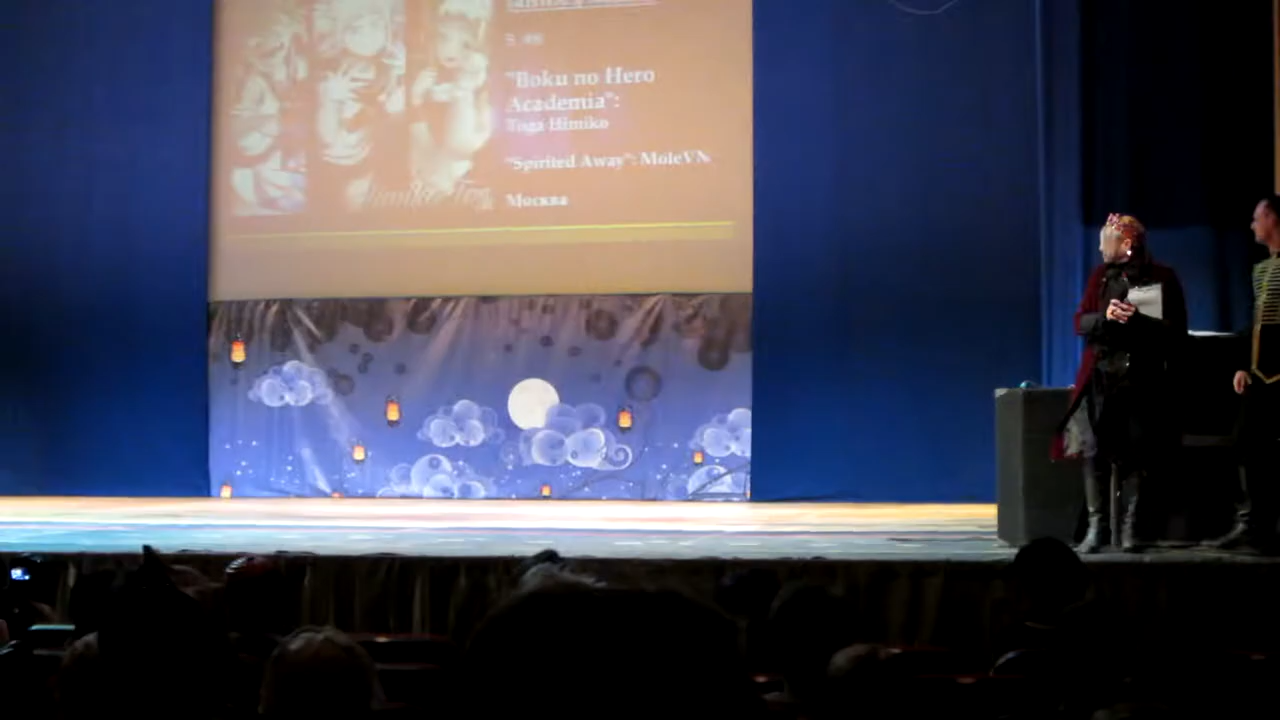 "Boku no Hero
Academia":
Toga Himiko
"Spirited Away": MoleVN
Москва